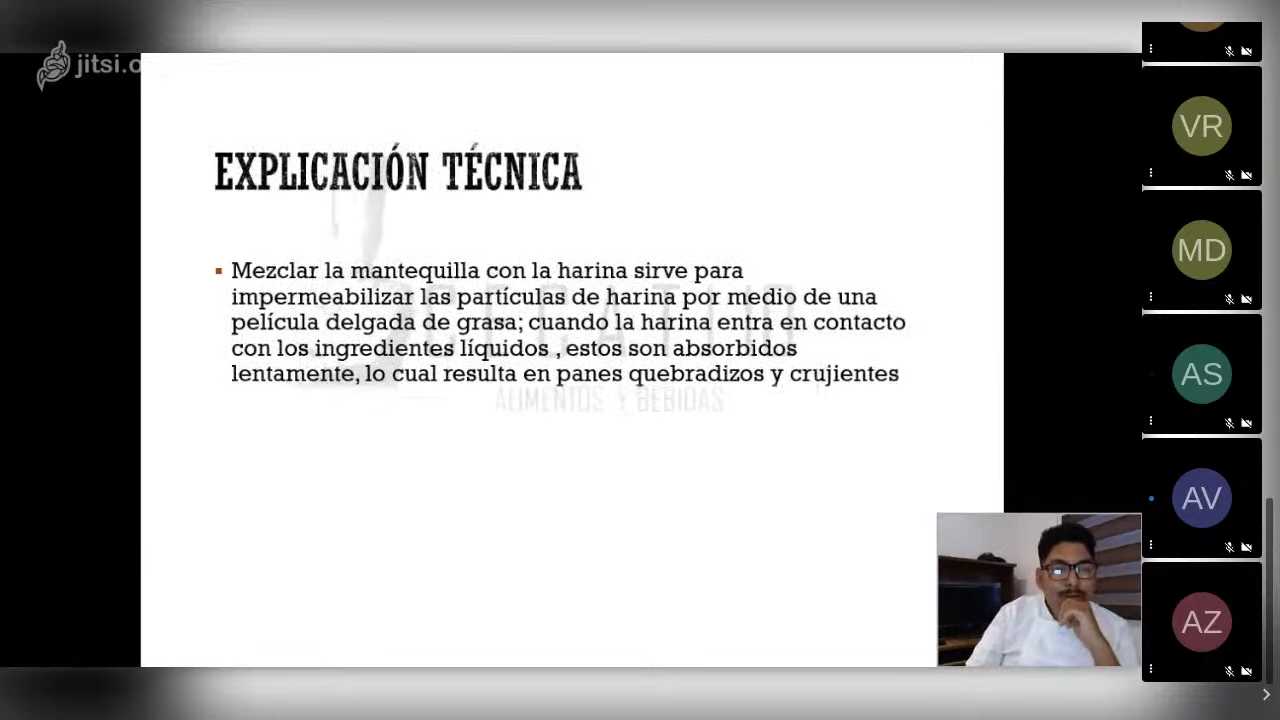 jitsi.o
EXPLICACIÓN TÉCNICA
Mezclar la mantequilla con la harina sirve para
impermeabilizar las partículas de harina por medio de una
película delgada de grasa; cuando la harina entra en contacto
con los ingredientes líquidos , estos son absorbidos
lentamente, lo cual resulta en panes quebradizos y crujientes
ALIMENTOS Y BEBIDAS
VR
MD
AS
AV
AZ